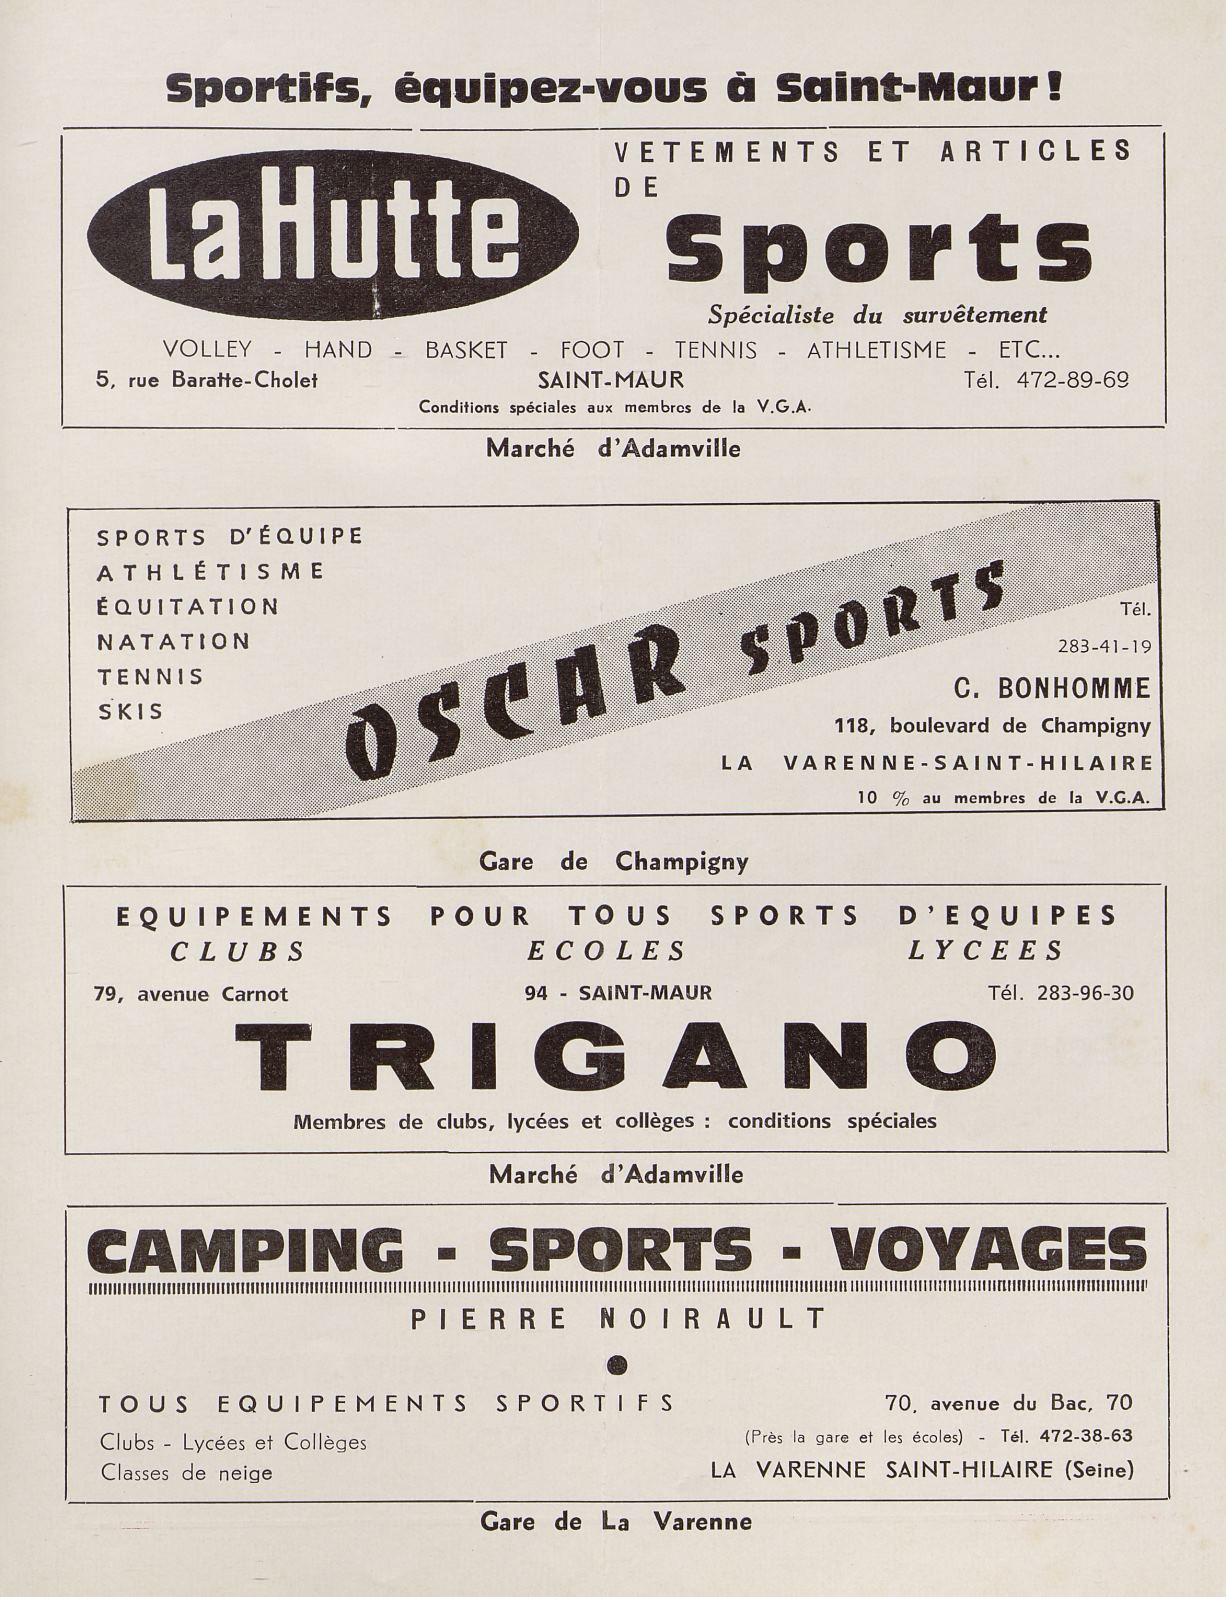 Sportifs, équipez-vous à Saint-Maur !
La Hutte
VETEMENTS ET ARTICLES
DE
Sports
Spécialiste du survêtement
VOLLEY - HAND - BASKET - FOOT - TENNIS - ATHLETISME - ETC...
5, rue Baratte-Cholet SAINT-MAUR Tél. 472-89-69
Conditions spéciales aux membres de la V.G.A.
Marché d'Adamville
SPORTS D'ÉQUIPE
ATHLÉTISME
ÉQUITATION
NATATION
TENNIS
SKIS
OSCAR SPORTS
Tél.
283-41-19
C. BONHOMME
118, boulevard de Champigny
LA VARENNE-SAINT-HILAIRE
10 % au membres de la V.G.A.
Gare de Champigny
EQUIPEMENTS POUR TOUS SPORTS D'EQUIPES
CLUBS ECOLES LYCEES
79, avenue Carnot 94 - SAINT-MAUR Tél. 283-96-30
TRIGANO
Membres de clubs, lycées et collèges : conditions spéciales
Marché d'Adamville
CAMPING - SPORTS - VOYAGES
PIERRE NOIRAULT
TOUS EQUIPEMENTS SPORTIFS
Clubs - Lycées et Collèges
Classes de neige
70, avenue du Bac, 70
(Près la gare et les écoles) - Tél. 472-38-63
LA VARENNE SAINT-HILAIRE (Seine)
Gare de La Varenne